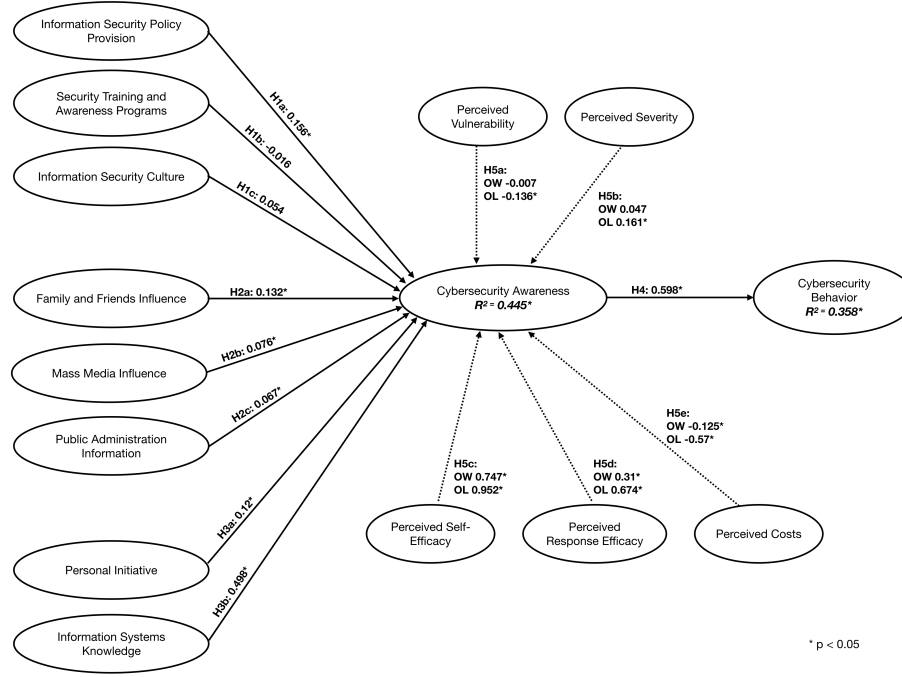 Information Security Policy
Provision
Security Training and
Awareness Programs
Information Security Culture
Family and Friends Influence
Mass Media Influence
Public Administration
Information
Personal Initiative
Information Systems
Knowledge
H1a: 0.156*
H1b: -0.016
H1c: 0.054
H2a: 0.132*
H2b: 0.076*
H2c: 0.067*
H3a: 0.12*
H3b: 0.498*
Perceived
Vulnerability
Perceived Severity
H5a:
OW -0.007
OL -0.136*
H5b:
OW 0.047
OL 0.161*
Cybersecurity Awareness
R² = 0.445*
H4: 0.598*
Cybersecurity
Behavior
R² = 0.358*
H5c:
OW 0.747*
OL 0.952*
H5d:
OW 0.31*
OL 0.674*
H5e:
OW -0.125*
OL -0.57*
Perceived Self-
Efficacy
Perceived
Response Efficacy
Perceived Costs
* p < 0.05